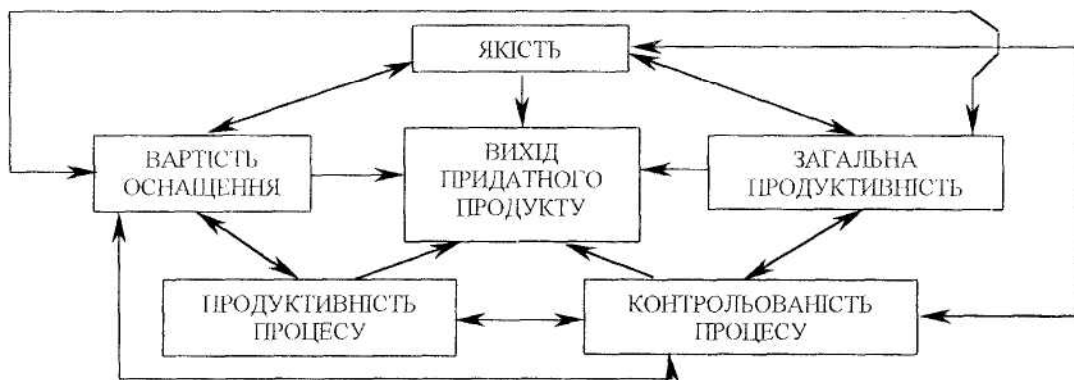 ЯКІСТЬ
ВАРТІСТЬ
ОСНАЩЕННЯ
ВИХІД
ПРИДАТНОГО
ПРОДУКТУ
ЗАГАЛЬНА
ПРОДУКТИВНІСТЬ
ПРОДУКТИВНІСТЬ
ПРОЦЕСУ
КОНТРОЛЬОВАНІСТЬ
ПРОЦЕСУ